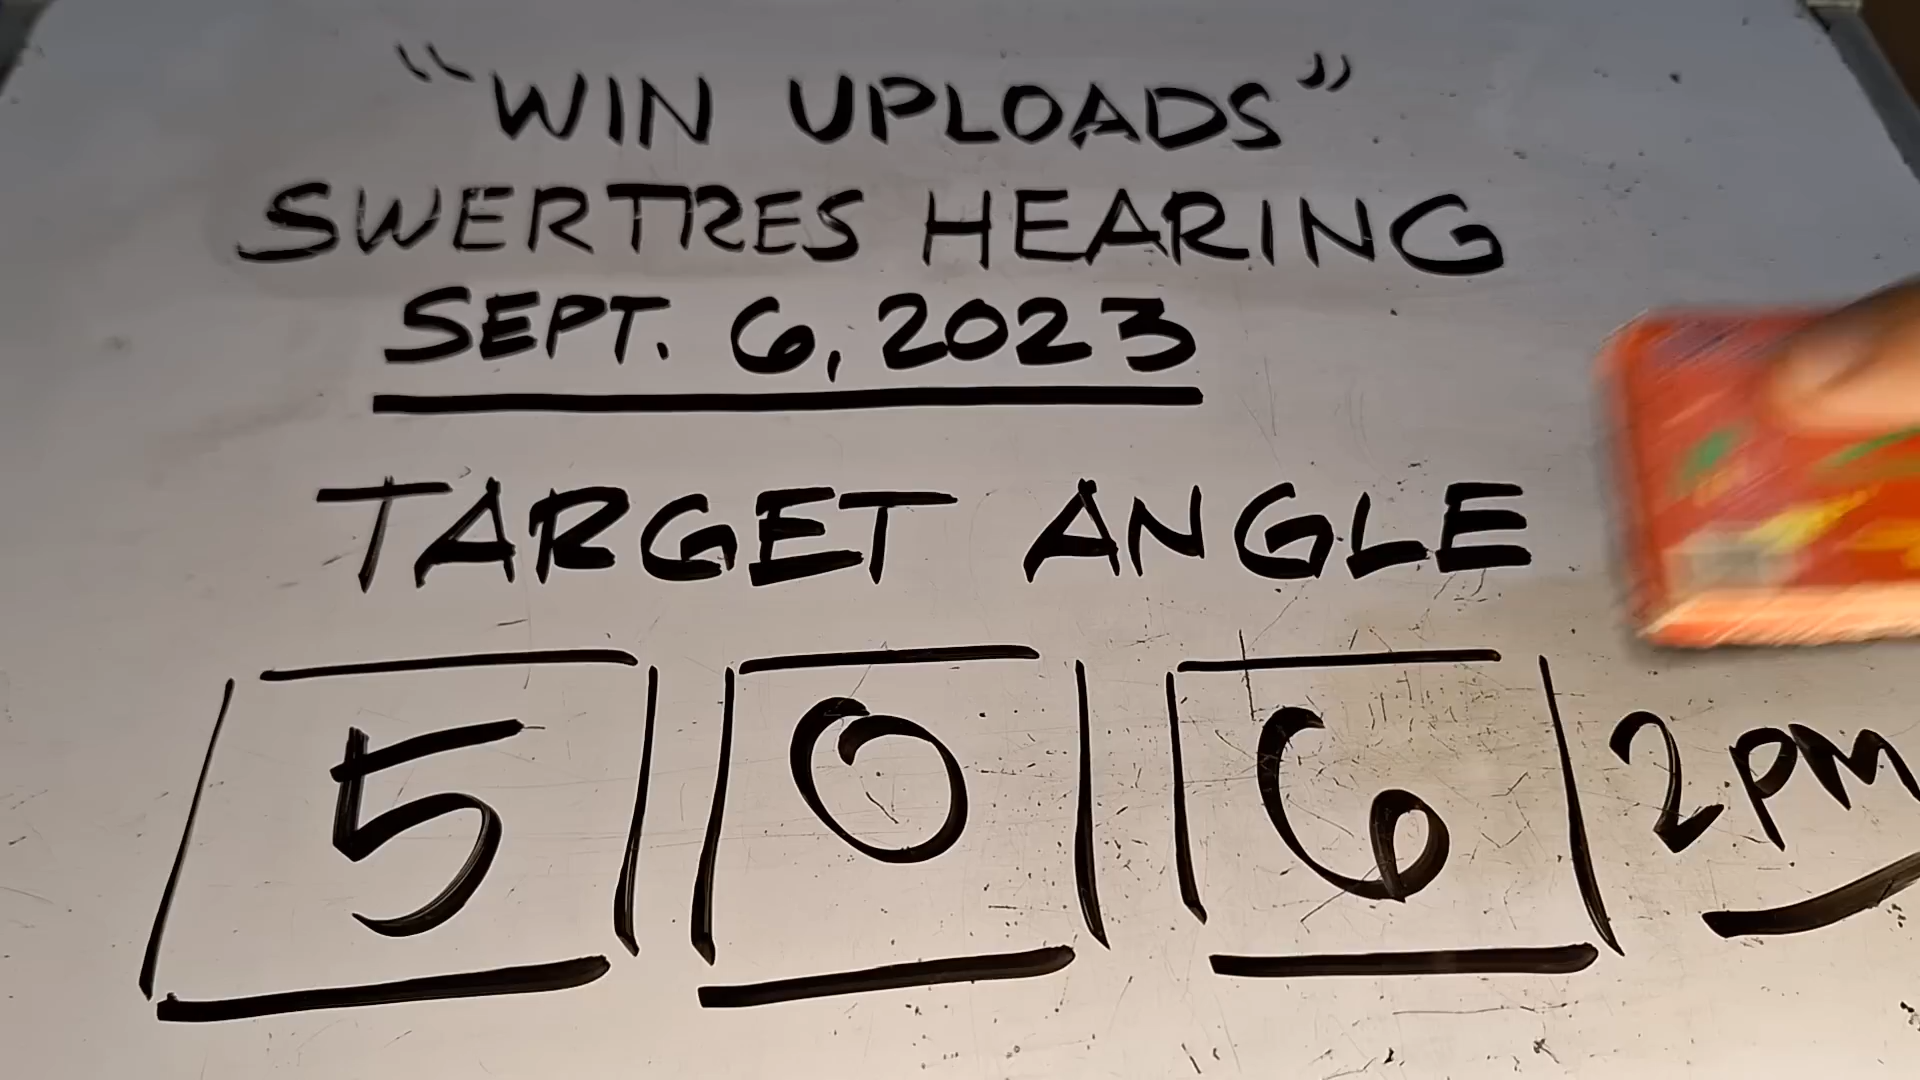 "WIN UPLOADS"
SWERTRES HEARING
SEPT. 6, 2023
TARGET ANGLE
5 0 6 2PM